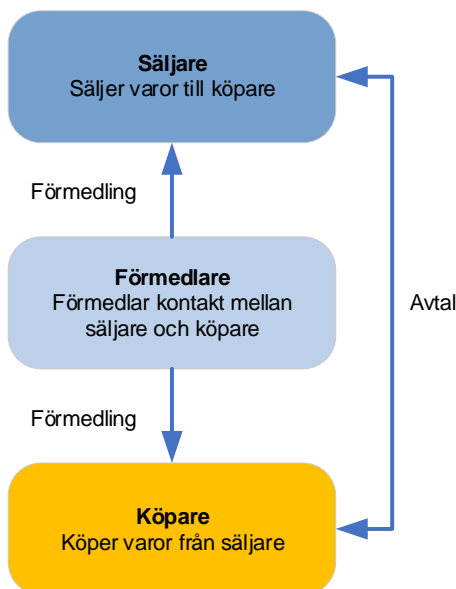 Säljare
Säljer varor till köpare
Förmedling
Förmedlare
Förmedlar kontakt mellan
säljare och köpare
Avtal
Förmedling
Köpare
Köper varor från säljare